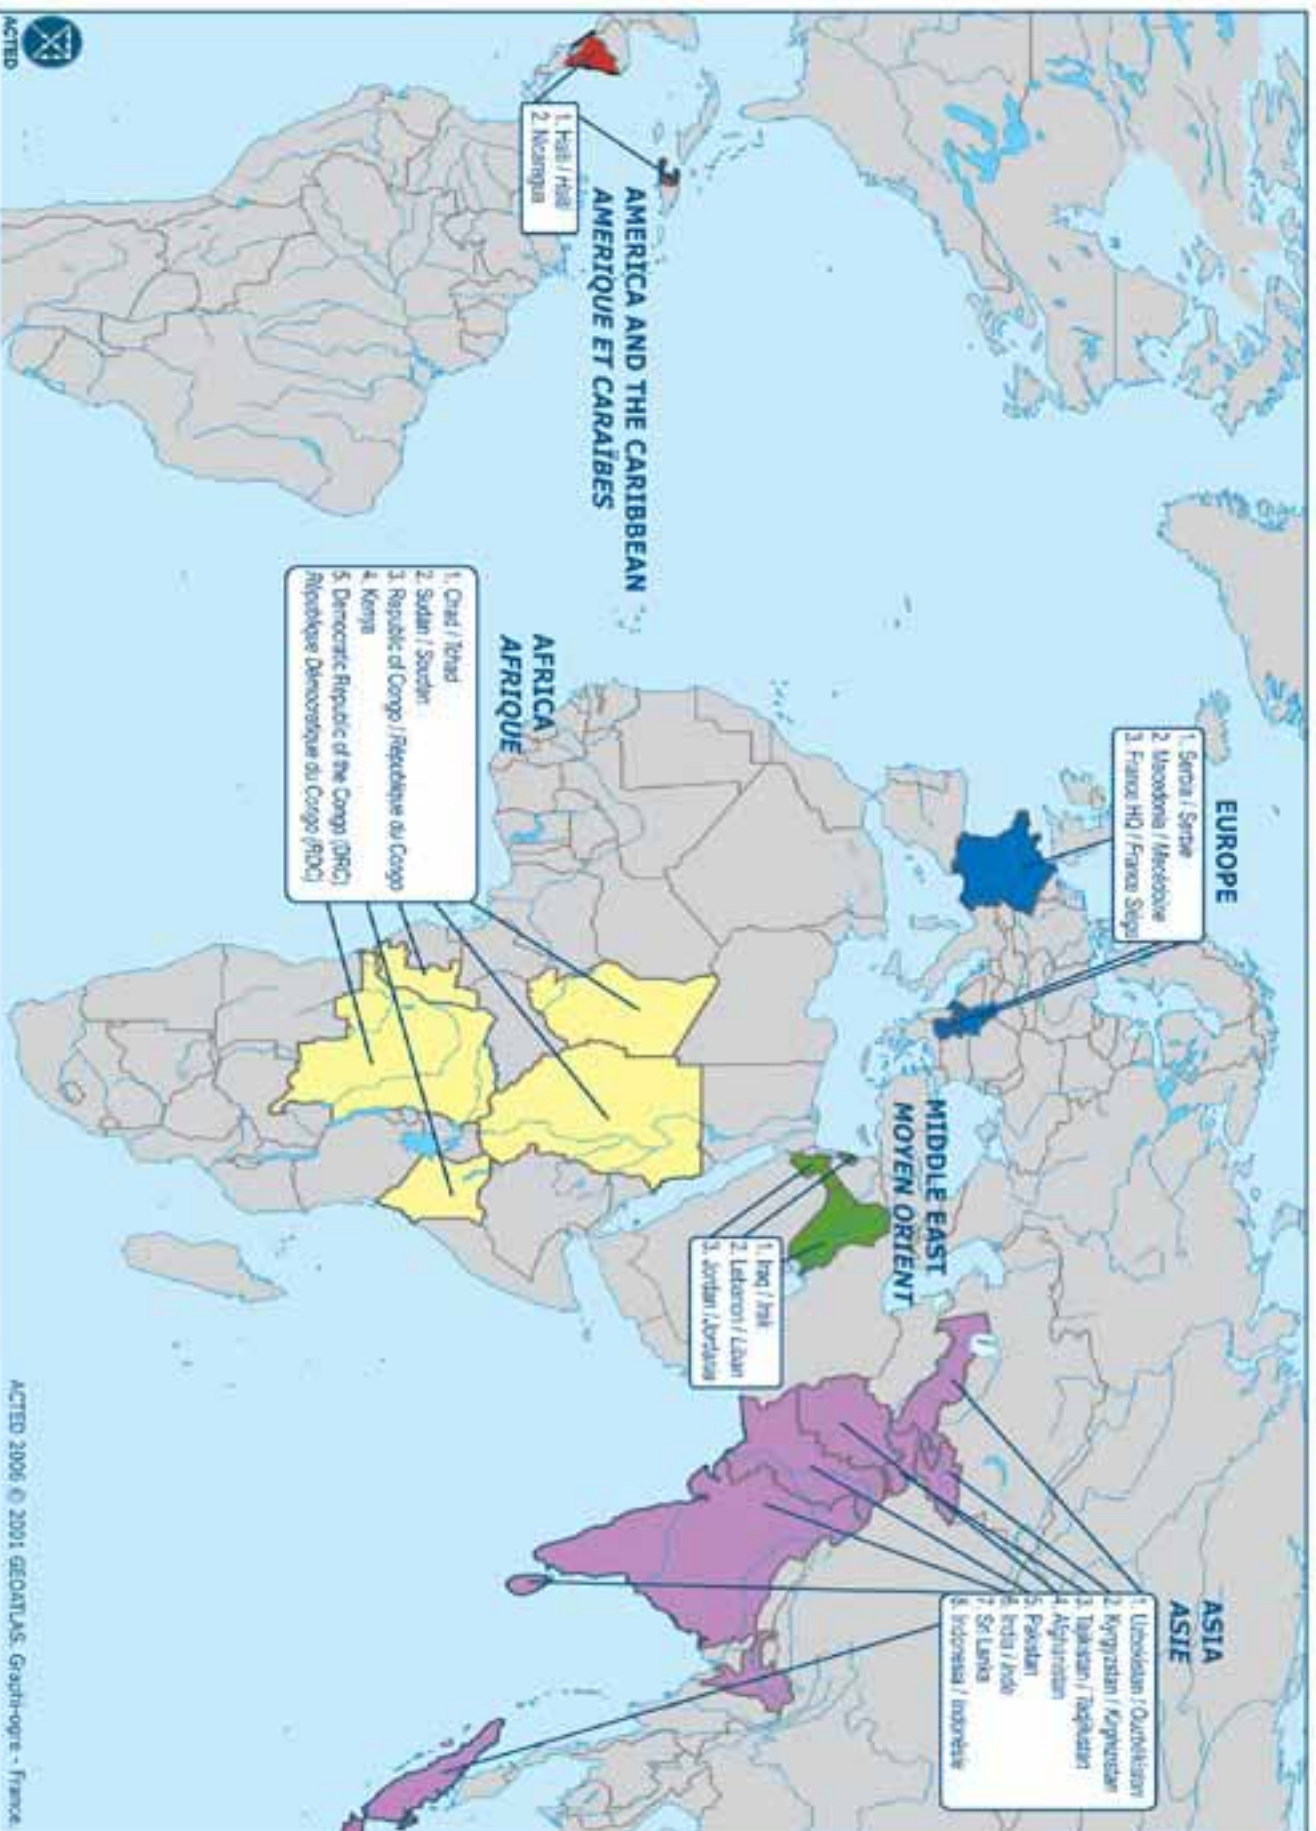 EUROPE
1. Serbia / Serbie
2. Macedonia / Macédoine
3. France HQ / France Siège
ASIA
ASIE
1. Uzbekistan / Ouzbékistan
2. Kyrgyzstan / Kirghizistan
3. Tajikistan / Tadjikistan
4. Afghanistan
5. Pakistan
6. India / Inde
7. Sri Lanka
8. Indonesia / Indonésie
MIDDLE EAST
MOYEN ORIENT
1. Iraq / Irak
2. Lebanon / Liban
3. Jordan / Jordanie
AMERICA AND THE CARIBBEAN
AMERIQUE ET CARAÏBES
1. Haiti / Haïti
2. Nicaragua
AFRICA
AFRIQUE
1. Chad / Tchad
2. Sudan / Soudan
3. Republic of Congo / République du Congo
4. Kenya
5. Democratic Republic of the Congo (DRC)
République Démocratique du Congo (RDC)
ACTED
ACTED 2006 © 2001 GEOATLAS. Graphi-ogre - France.